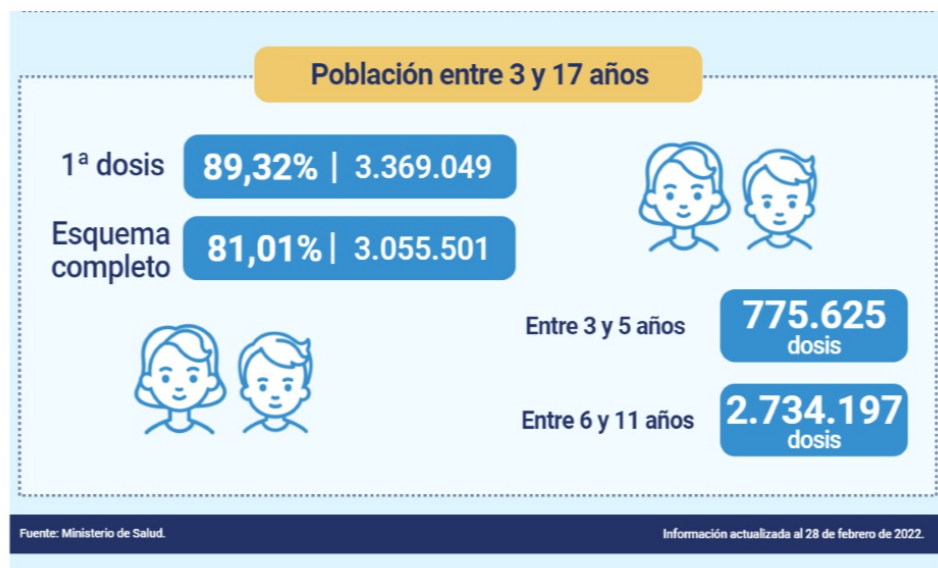 Población entre 3 y 17 años
1ª dosis
89,32% | 3.369.049
Esquema
completo
81,01% | 3.055.501
Entre 3 y 5 años
775.625
dosis
Entre 6 y 11 años
2.734.197
dosis
Fuente: Ministerio de Salud.
Información actualizada al 28 de febrero de 2022.